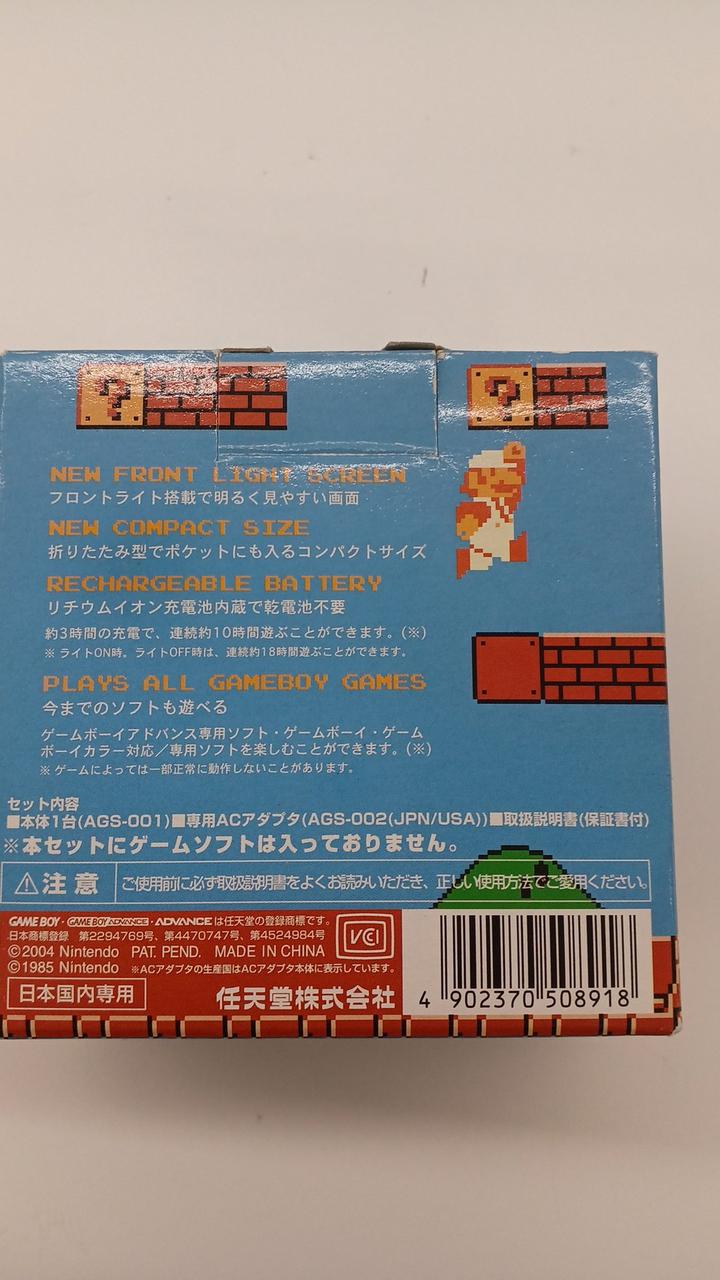 ?
?
NEW FRONT LIGHT SCREEN
フロントライト搭載で明るく見やすい画面
NEW COMPACT SIZE
折りたたみ型でポケットにも入るコンパクトサイズ
RECHARGEABLE BATTERY
リチウムイオン充電池内蔵で乾電池不要
約3時間の充電で、連続約10時間遊ぶことができます。(※)
※ ライトON時。ライトOFF時は、連続約18時間遊ぶことができます。
PLAYS ALL GAMEBOY GAMES
今までのソフトも遊べる
ゲームボーイアドバンス専用ソフト・ゲームボーイ・ゲーム
ボーイカラー対応／専用ソフトを楽しむことができます。(※)
※ ゲームによっては一部正常に動作しないことがあります。
セット内容
■本体1台(AGS-001)■専用ACアダプタ(AGS-002(JPN/USA))■取扱説明書(保証書付)
※本セットにゲームソフトは入っておりません。
⚠注意 ご使用前に必ず取扱説明書をよくお読みいただき、正しい使用方法でご愛用ください。
GAME BOY・GAME BOY ADVANCE・ADVANCEは任天堂の登録商標です。
日本商標登録 第2294769号、第4470747号、第4524984号
©2004 Nintendo PAT. PEND. MADE IN CHINA
©1985 Nintendo ※ACアダプタの生産国はACアダプタ本体に表示しています。
VCI
日本国内専用
任天堂株式会社
4 902370 508918